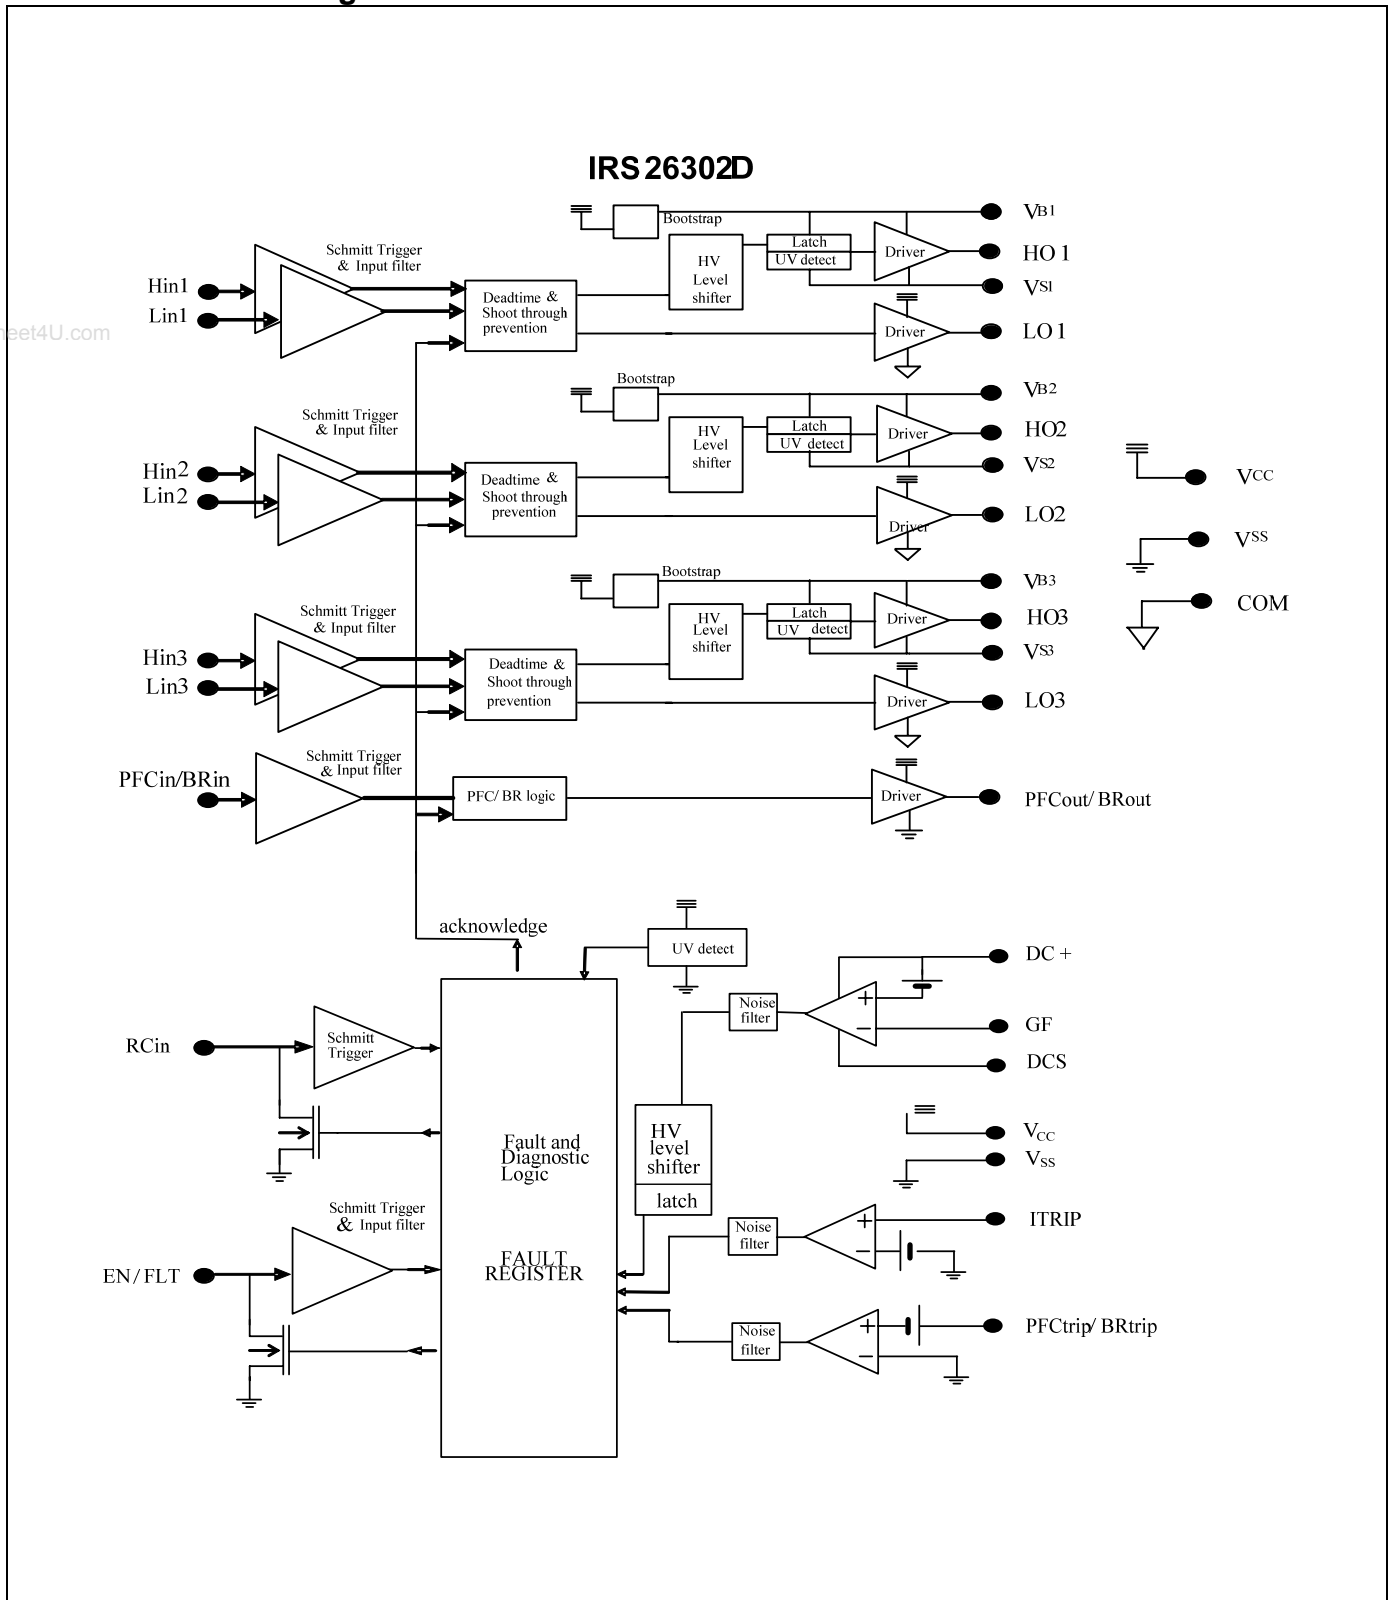 IRS 26302D
Bootstrap
VB1
Schmitt Trigger
& Input filter
HV
Level
shifter
Latch
UV detect
Driver
HO 1
Hin1
Lin1
VS1
Deadtime &
Shoot through
prevention
Driver
LO 1
neet4U.com
Bootstrap
VB2
Schmitt Trigger
& Input filter
HV
Level
shifter
Latch
UV detect
Driver
HO2
Hin2
Lin2
VS2
Deadtime &
Shoot through
prevention
Driver
LO2
VCC
VSS
COM
Bootstrap
VB3
Schmitt Trigger
& Input filter
HV
Level
shifter
Latch
UV detect
Driver
HO3
Hin3
Lin3
VS3
Deadtime &
Shoot through
prevention
Driver
LO3
Schmitt Trigger
& Input filter
PFCin/BRin
PFC/ BR logic
Driver
PFCout/ BRout
acknowledge
UV detect
DC +
Noise
filter
+
−
GF
DCS
RCin
Schmitt
Trigger
Fault and
Diagnostic
Logic
HV
level
shifter
latch
VCC
VSS
Schmitt Trigger
& Input filter
Noise
filter
+
−
ITRIP
EN/FLT
FAULT
REGISTER
Noise
filter
+
−
PFCtrip/ BRtrip